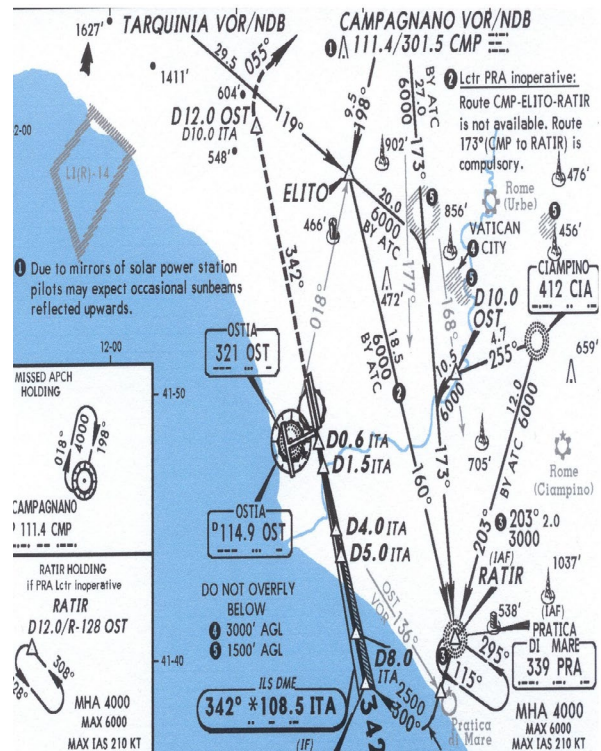 1627'
TARQUINIA VOR/NDB
CAMPAGNANO VOR/NDB
1 111.4/301.5 CMP
29.5
055°
1411'
604'
D12.0 OST
D10.0 ITA
548'
119°
9.5
198°
BY ATC
27.0
6000
173°
2 Lctr PRA inoperative:
Route CMP-ELITO-RATIR
is not available. Route
173°(CMP to RATIR) is
compulsory.
2-00
LI(R)-14
902'
476'
ELITO
20.0
6000
BY ATC
5
856'
Rome
(Urbe)
5
456'
VATICAN
4 CITY
466'
342°
018°
472'
177°
168°
5
D10.0
OST
CIAMPINO
412 CIA
1 Due to mirrors of solar power station
pilots may expect occasional sunbeams
reflected upwards.
18.5
6000
BY ATC
2
4.7
255°
10.5
6000
659'
12-00
OSTIA
321 OST
12.0
BY ATC 6000
MISSED APCH
HOLDING
41-50
018°
4000
198°
D0.6 ITA
D1.5 ITA
705'
Rome
(Ciampino)
CAMPAGNANO
111.4 CMP
160°
173°
203°
OSTIA
D114.9 OST
D4.0 ITA
D5.0 ITA
3 203° 2.0
3000
(IAF)
RATIR
1037'
RATIR HOLDING
if PRA Lctr inoperative
RATIR
D12.0/R-128 OST
DO NOT OVERFLY
BELOW
4 3000' AGL
5 1500' AGL
OST
VOR
136°
538'
(IAF)
PRATICA
DI MARE
339 PRA
41-40
308°
128°
D8.0
ITA
3
295°
115°
ILS DME
342° *108.5 ITA
2500
300°
MHA 4000
MAX 6000
MAX IAS 210 KT
342
Pratica
di Mare
MHA 4000
MAX 6000
MAX IAS 210 KT
(IF)